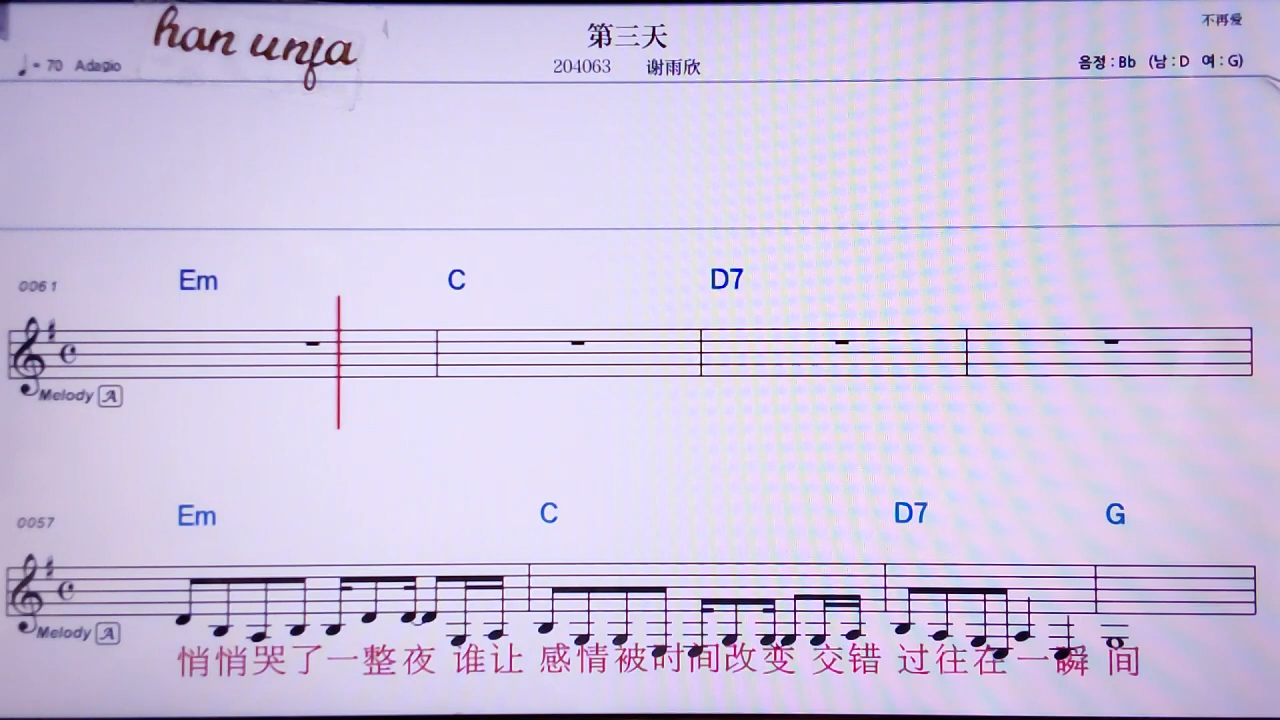 han unfa
第三天
不再爱
♩= 70 Adagio
204063 谢雨欣
음정 : Bb (남 : D 여 : G)
0061
Em C D7
Melody A
0057
Em C D7 G
Melody A
悄悄哭了一整夜 谁让 感情被时间改变 交错 过往在一瞬 间